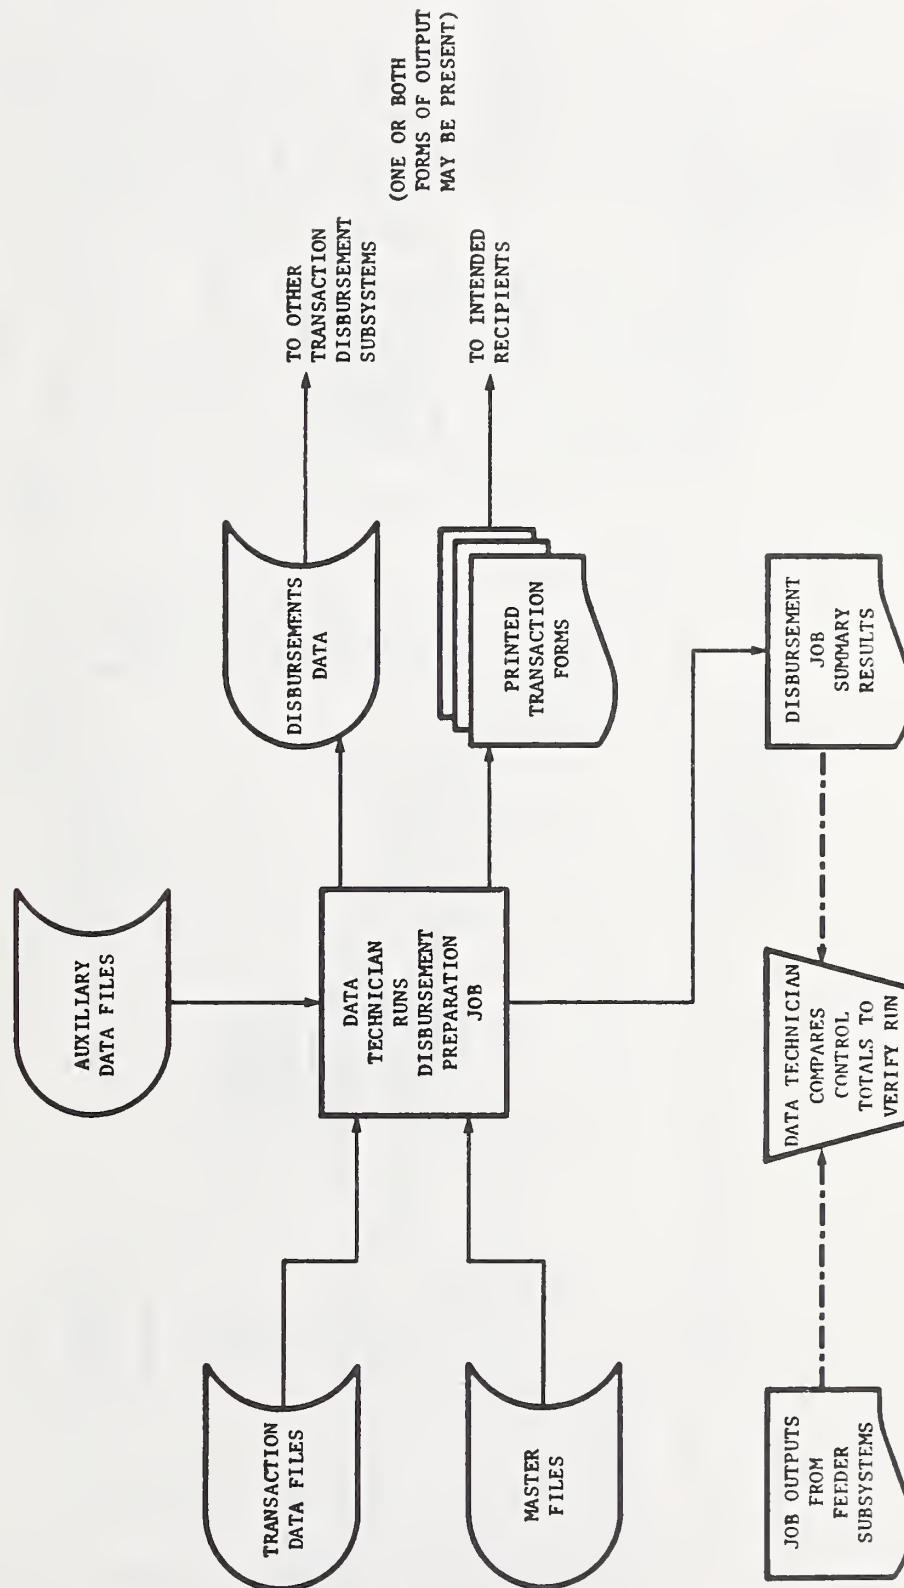 AUXILIARY
DATA FILES
TRANSACTION
DATA FILES
MASTER
FILES
DATA
TECHNICIAN
RUNS
DISBURSEMENT
PREPARATION
JOB
DISBURSEMENTS
DATA
TO OTHER
TRANSACTION
DISBURSEMENT
SUBSYSTEMS
PRINTED
TRANSACTION
FORMS
TO INTENDED
RECIPIENTS
(ONE OR BOTH
FORMS OF OUTPUT
MAY BE PRESENT)
JOB OUTPUTS
FROM
FEEDER
SUBSYSTEMS
DATA TECHNICIAN
COMPARES
CONTROL
TOTALS TO
VERIFY RUN
DISBURSEMENT
JOB
SUMMARY
RESULTS